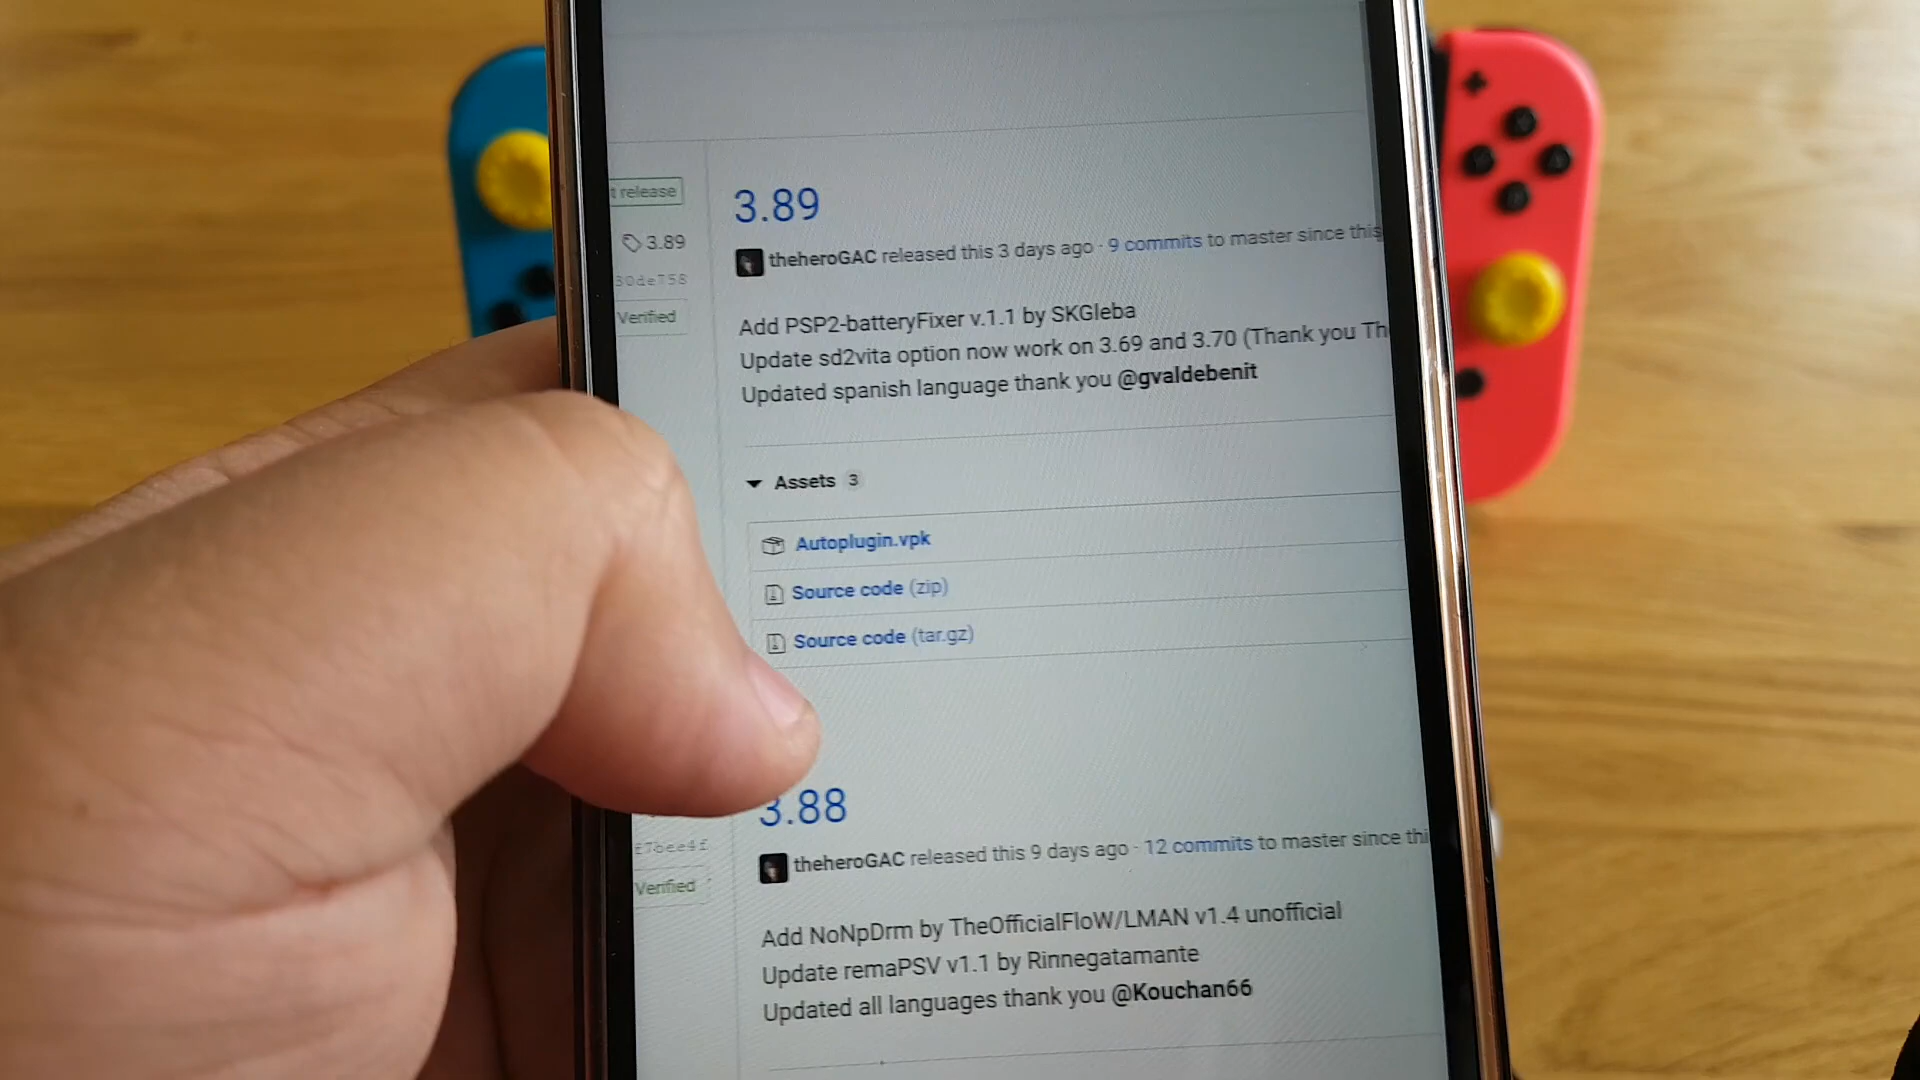 t release
3.89
30de758
Verified
3.89
theheroGAC released this 3 days ago · 9 commits to master since this
Add PSP2-batteryFixer v.1.1 by SKGleba
Update sd2vita option now work on 3.69 and 3.70 (Thank you Th
Updated spanish language thank you @gvaldebenit
Assets 3
Autoplugin.vpk
Source code (zip)
Source code (tar.gz)
3.88
f7bee4f
Verified
theheroGAC released this 9 days ago · 12 commits to master since thi
Add NoNpDrm by TheOfficialFloW/LMAN v1.4 unofficial
Update remaPSV v1.1 by Rinnegatamante
Updated all languages thank you @Kouchan66